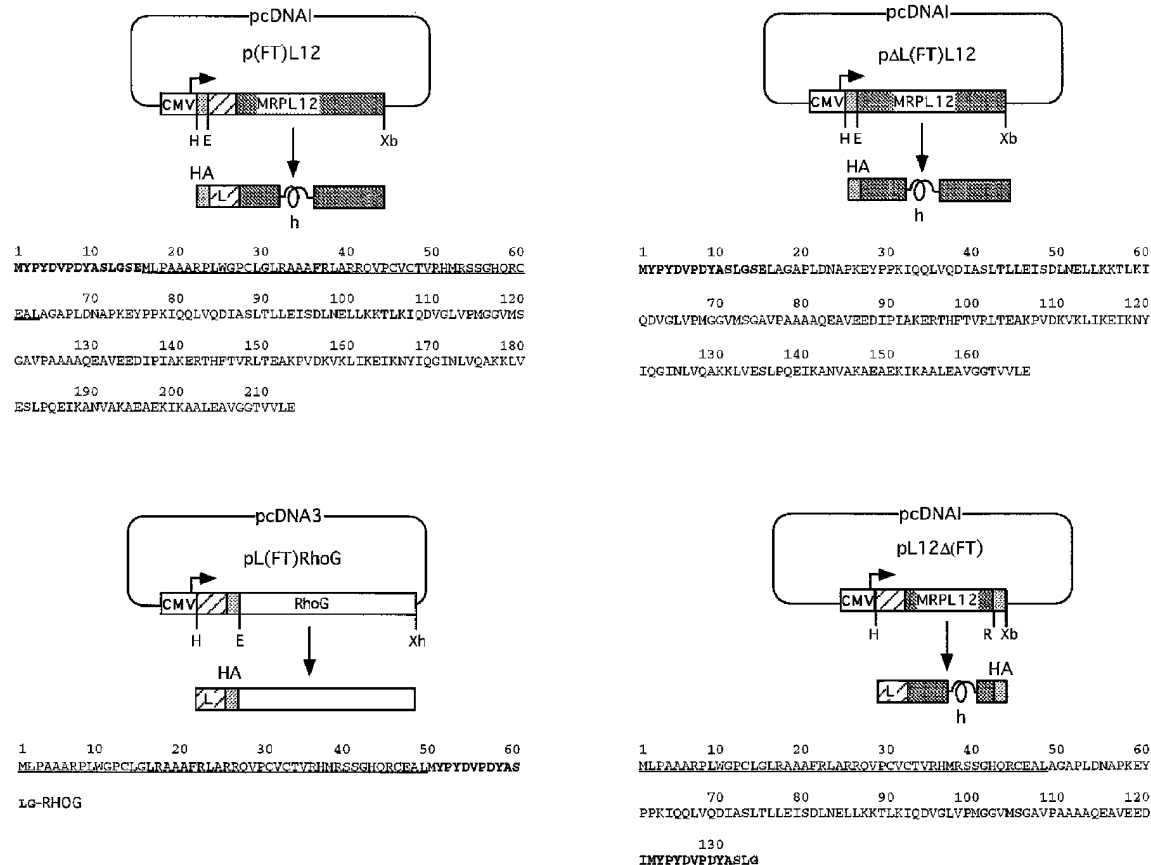 pcDNAI
p(FT)L12
CMV MRPL12
H E Xb
HA
L
h
1 10 20 30 40 50 60
MYPYDVPDYASLGSEMLPAAARPLWGPCLGLRAAAFRLARRQVPCVCTVRHMRSSGHQRC
70 80 90 100 110 120
EALAGAPLDNAPKEYPPKIQQLVQDIASLTLLEISDLNELLKKTLKIQDVGLVPMGGVMS
130 140 150 160 170 180
GAVPAAAAQEAVEEDIPIAKERTHFTVRLTEAKPVDKVKLIKEIKNYIQGINLVQAKKLV
190 200 210
ESLPQEIKANVAKAEAEKIKAALEAVGGTVVLE
pcDNAI
pΔL(FT)L12
CMV MRPL12
H E Xb
HA
h
1 10 20 30 40 50 60
MYPYDVPDYASLGSELAGAPLDNAPKEYPPKIQQLVQDIASLTLLEISDLNELLKKTLKI
70 80 90 100 110 120
QDVGLVPMGGVMSGAVPAAAAQEAVEEDIPIAKERTHFTVRLTEAKPVDKVKLIKEIKNY
130 140 150 160
IQGINLVQAKKLVESLPQEIKANVAKAEAEKIKAALEAVGGTVVLE
pcDNA3
pL(FT)RhoG
CMV RhoG
H E Xh
HA
L
1 10 20 30 40 50 60
MLPAAARPLWGPCLGLRAAAFRLARRQVPCVCTVRHMRSSGHQRCEALMYPYDVPDYAS
LG-RHOG
pcDNAI
pL12Δ(FT)
CMV MRPL12
H R Xb
HA
L
h
1 10 20 30 40 50 60
MLPAAARPLWGPCLGLRAAAFRLARRQVPCVCTVRHMRSSGHQRCEALAGAPLDNAPKEY
70 80 90 100 110 120
PPKIQQLVQDIASLTLLEISDLNELLKKTLKIQDVGLVPMGGVMSGAVPAAAAQEAVEED
130
IMYPYDVPDYASLG